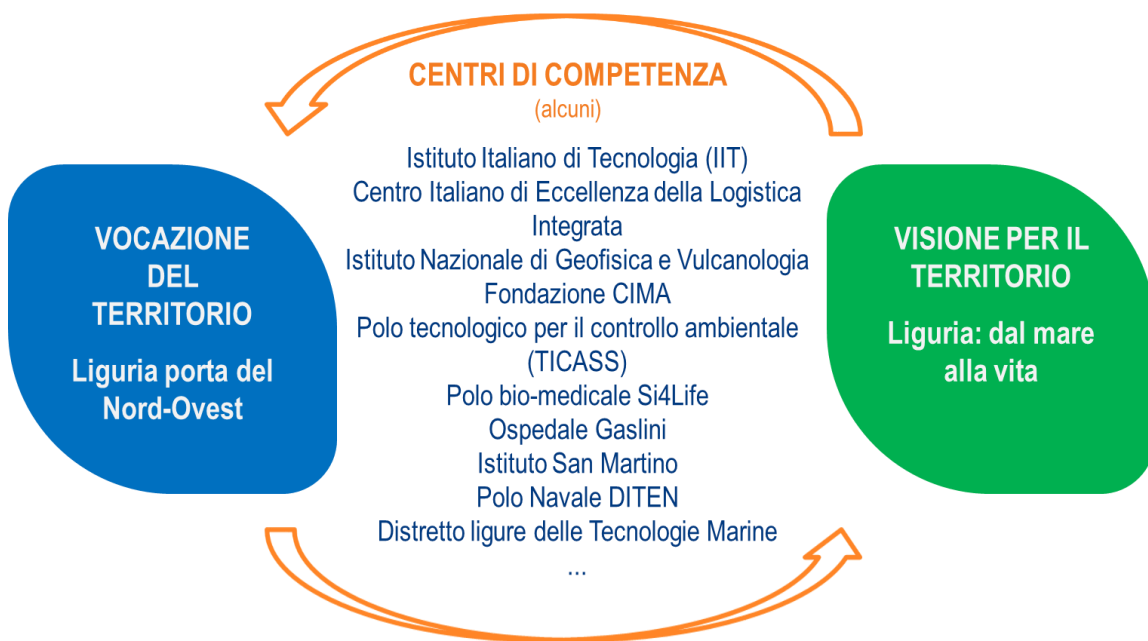 CENTRI DI COMPETENZA
(alcuni)
Istituto Italiano di Tecnologia (IIT)
Centro Italiano di Eccellenza della Logistica
Integrata
Istituto Nazionale di Geofisica e Vulcanologia
Fondazione CIMA
Polo tecnologico per il controllo ambientale
(TICASS)
Polo bio-medicale Si4Life
Ospedale Gaslini
Istituto San Martino
Polo Navale DITEN
Distretto ligure delle Tecnologie Marine
...
VOCAZIONE
DEL
TERRITORIO
Liguria porta del
Nord-Ovest
VISIONE PER IL
TERRITORIO
Liguria: dal mare
alla vita